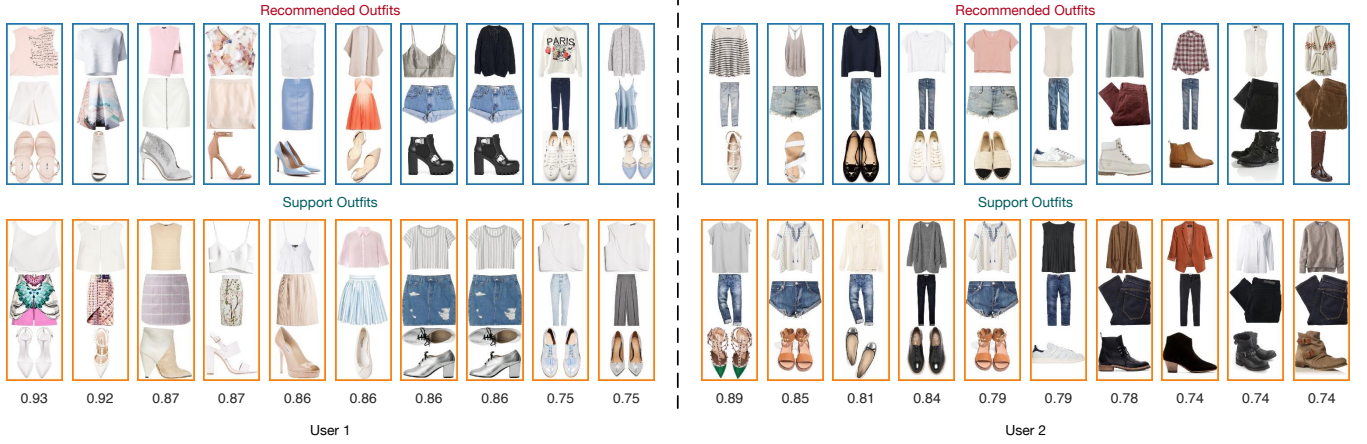 Recommended Outfits
PARIS
Support Outfits
0.93 0.92 0.87 0.87 0.86 0.86 0.86 0.86 0.75 0.75
User 1
Recommended Outfits
Support Outfits
0.89 0.85 0.81 0.84 0.79 0.79 0.78 0.74 0.74 0.74
User 2